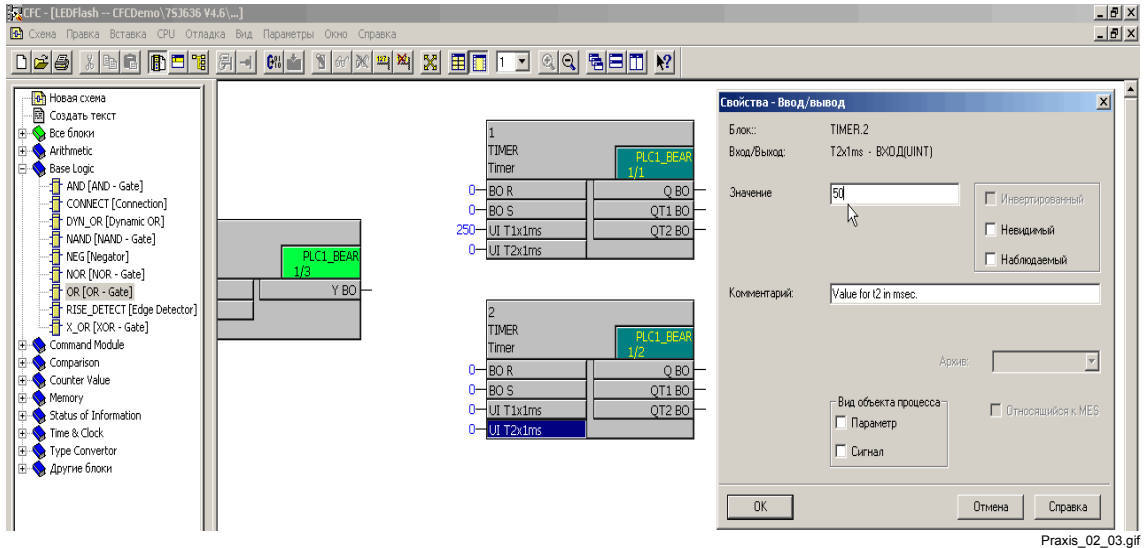 CFC - [LEDFlash -- CFCDemo\7SJ636 V4.6\...]
Схема Правка Вставка CPU Отладка Вид Параметры Окно Справка
1
Новая схема
Создать текст
Все блоки
Arithmetic
Base Logic
AND [AND - Gate]
CONNECT [Connection]
DYN_OR [Dynamic OR]
NAND [NAND - Gate]
NEG [Negator]
NOR [NOR - Gate]
OR [OR - Gate]
RISE_DETECT [Edge Detector]
X_OR [XOR - Gate]
Command Module
Comparison
Counter Value
Memory
Status of Information
Time & Clock
Type Convertor
Другие блоки
PLC1_BEAR
1/3
Y BO
1
TIMER
Timer
PLC1_BEAR
1/1
0 BO R Q BO
0 BO S QT1 BO
250 UI T1x1ms QT2 BO
0 UI T2x1ms
2
TIMER
Timer
PLC1_BEAR
1/2
0 BO R Q BO
0 BO S QT1 BO
0 UI T1x1ms QT2 BO
0 UI T2x1ms
Свойства - Ввод/вывод
Блок:: TIMER.2
Вход/Выход: T2x1ms - ВХОД(UINT)
Значение 50
Инвертированный
Невидимый
Наблюдаемый
Комментарий: Value for t2 in msec.
Архив:
Вид объекта процесса
Параметр
Сигнал
Относящийся к MES
OK Отмена Справка
Praxis_02_03.gif